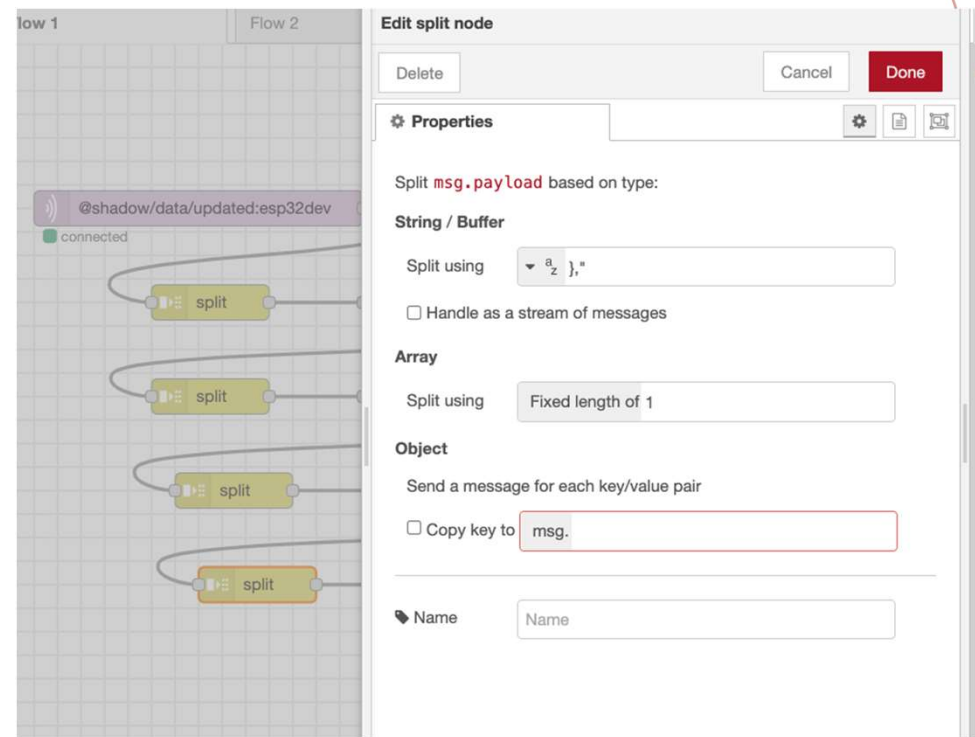 low 1
Flow 2
Edit split node
Delete
Cancel
Done
Properties
Split msg.payload based on type:
@shadow/data/updated:esp32dev
connected
String / Buffer
Split using
az },"
split
Handle as a stream of messages
Array
split
Split using
Fixed length of 1
Object
split
Send a message for each key/value pair
Copy key to
msg.
split
Name
Name